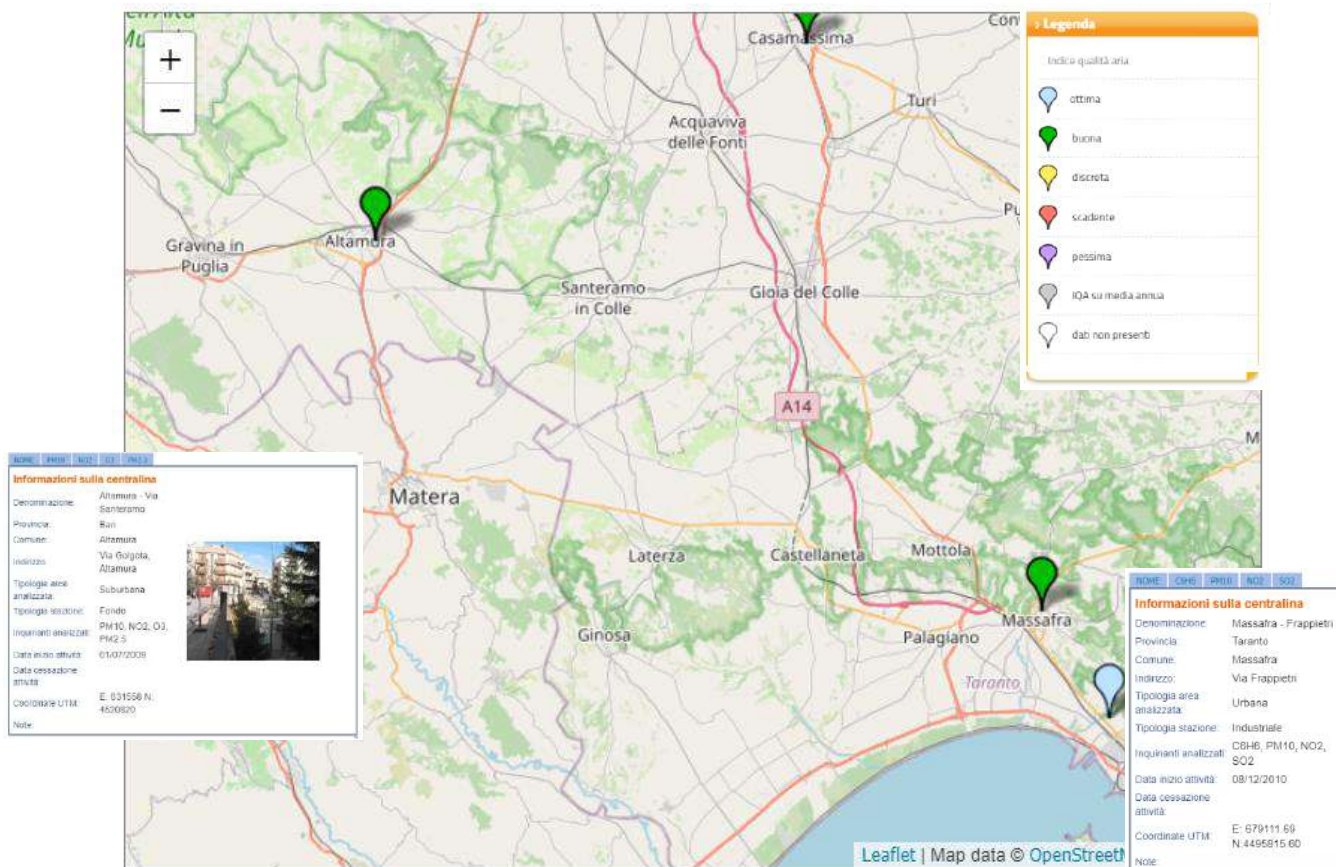 Mu
+
−
Casamassima
Turi
Acquaviva
delle Fonti
Altamura
Gravina in
Puglia
Santeramo
in Colle
Gioia del Colle
A14
Matera
Laterza
Castellaneta
Mottola
Massafra
Ginosa
Palagiano
Taranto
Leaflet | Map data © OpenStreetM
› Legenda
Indice qualità aria
ottima
buona
discreta
scadente
pessima
IQA su media annua
dati non presenti
NOME PM10 NO2 O3 PM2.5
Informazioni sulla centralina
Denominazione: Altamura - Via
Santeramo
Provincia: Bari
Comune: Altamura
Indirizzo: Via Golgota,
Altamura
Tipologia area
analizzata: Suburbana
Tipologia stazione: Fondo
Inquinanti analizzati: PM10, NO2, O3,
PM2.5
Data inizio attività: 01/07/2009
Data cessazione
attività:
Coordinate UTM: E: 631558 N:
4520820
Note:
NOME C6H6 PM10 NO2 SO2
Informazioni sulla centralina
Denominazione: Massafra - Frappietri
Provincia: Taranto
Comune: Massafra
Indirizzo: Via Frappietri
Tipologia area
analizzata: Urbana
Tipologia stazione: Industriale
Inquinanti analizzati: C6H6, PM10, NO2,
SO2
Data inizio attività: 08/12/2010
Data cessazione
attività:
Coordinate UTM: E: 679111.69
N:4495815.60
Note: